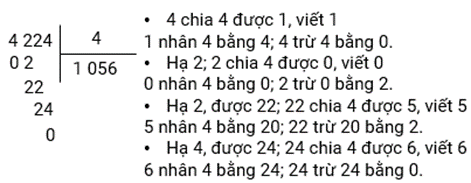 4 224 4
0 2 1 056
22
24
0
• 4 chia 4 được 1, viết 1
1 nhân 4 bằng 4; 4 trừ 4 bằng 0.
• Hạ 2; 2 chia 4 được 0, viết 0
0 nhân 4 bằng 0; 2 trừ 0 bằng 2.
• Hạ 2, được 22; 22 chia 4 được 5, viết 5
5 nhân 4 bằng 20; 22 trừ 20 bằng 2.
• Hạ 4, được 24; 24 chia 4 được 6, viết 6
6 nhân 4 bằng 24; 24 trừ 24 bằng 0.